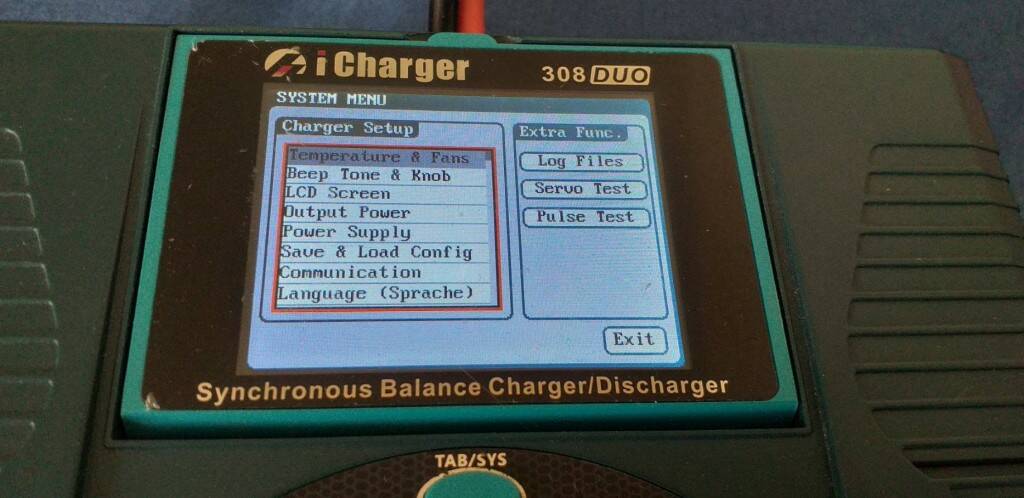 iCharger
308 DUO
SYSTEM MENU
Charger Setup
Temperature & Fans
Beep Tone & Knob
LCD Screen
Output Power
Power Supply
Save & Load Config
Communication
Language (Sprache)
Extra Func.
Log Files
Servo Test
Pulse Test
Exit
Synchronous Balance Charger/Discharger
TAB/SYS